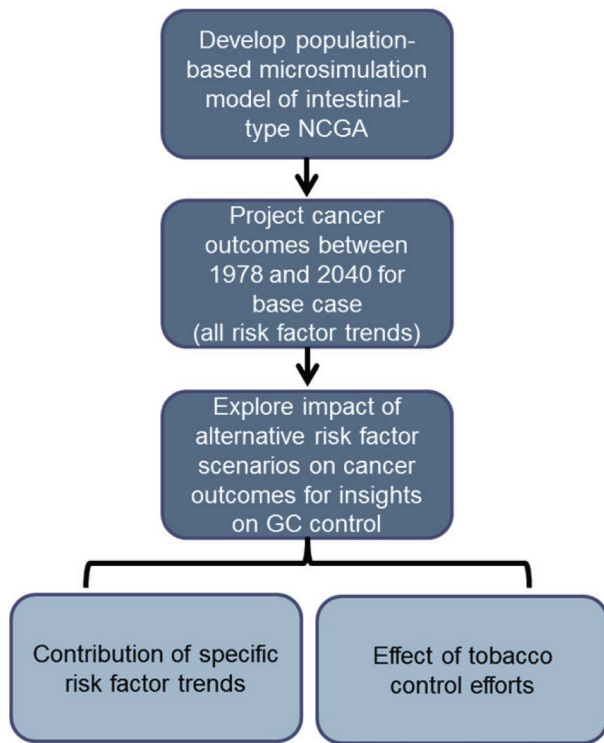 Develop population-
based microsimulation
model of intestinal-
type NCGA
Project cancer
outcomes between
1978 and 2040 for
base case
(all risk factor trends)
Explore impact of
alternative risk factor
scenarios on cancer
outcomes for insights
on GC control
Contribution of specific
risk factor trends
Effect of tobacco
control efforts